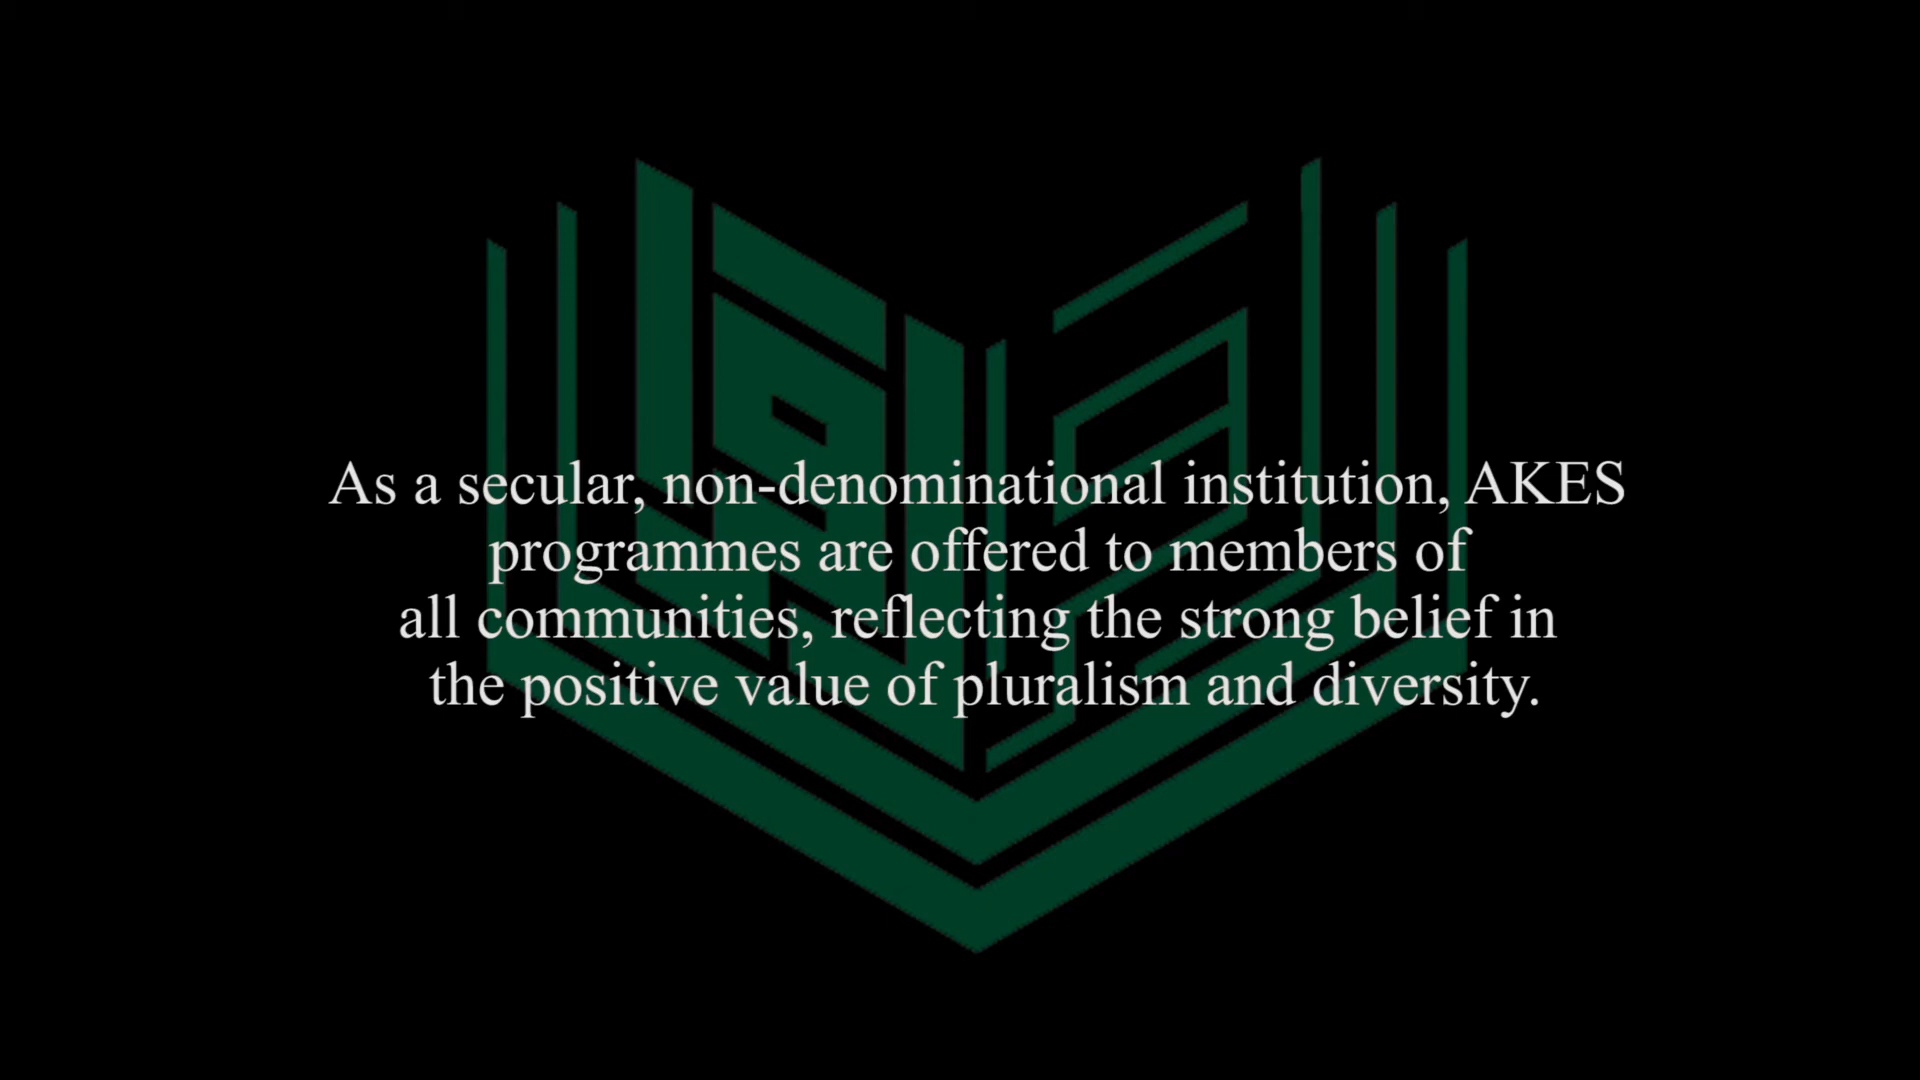 As a secular, non-denominational institution, AKES
programmes are offered to members of
all communities, reflecting the strong belief in
the positive value of pluralism and diversity.